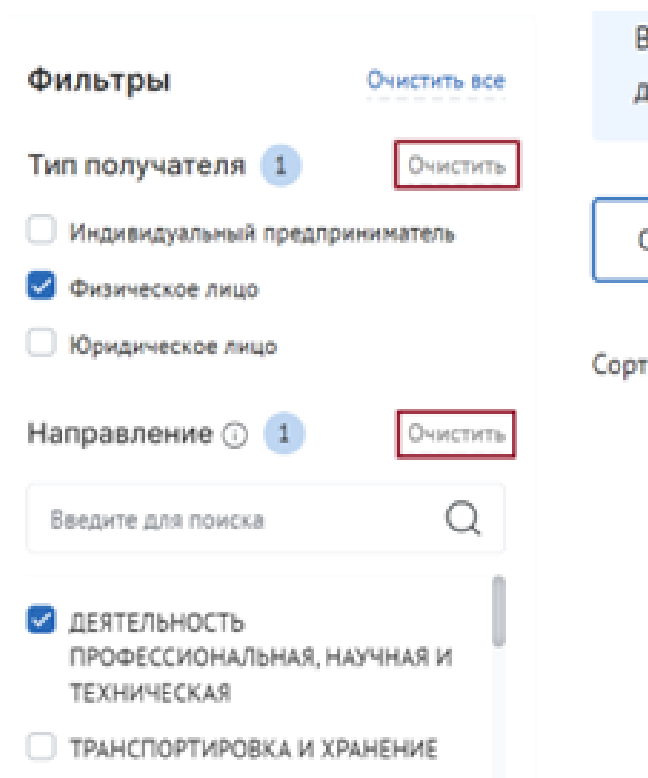 Фильтры Очистить все
Тип получателя 1 Очистить
Индивидуальный предприниматель
Физическое лицо
Юридическое лицо
Направление 1 Очистить
Введите для поиска
ДЕЯТЕЛЬНОСТЬ
ПРОФЕССИОНАЛЬНАЯ, НАУЧНАЯ И
ТЕХНИЧЕСКАЯ
ТРАНСПОРТИРОВКА И ХРАНЕНИЕ
Сорт